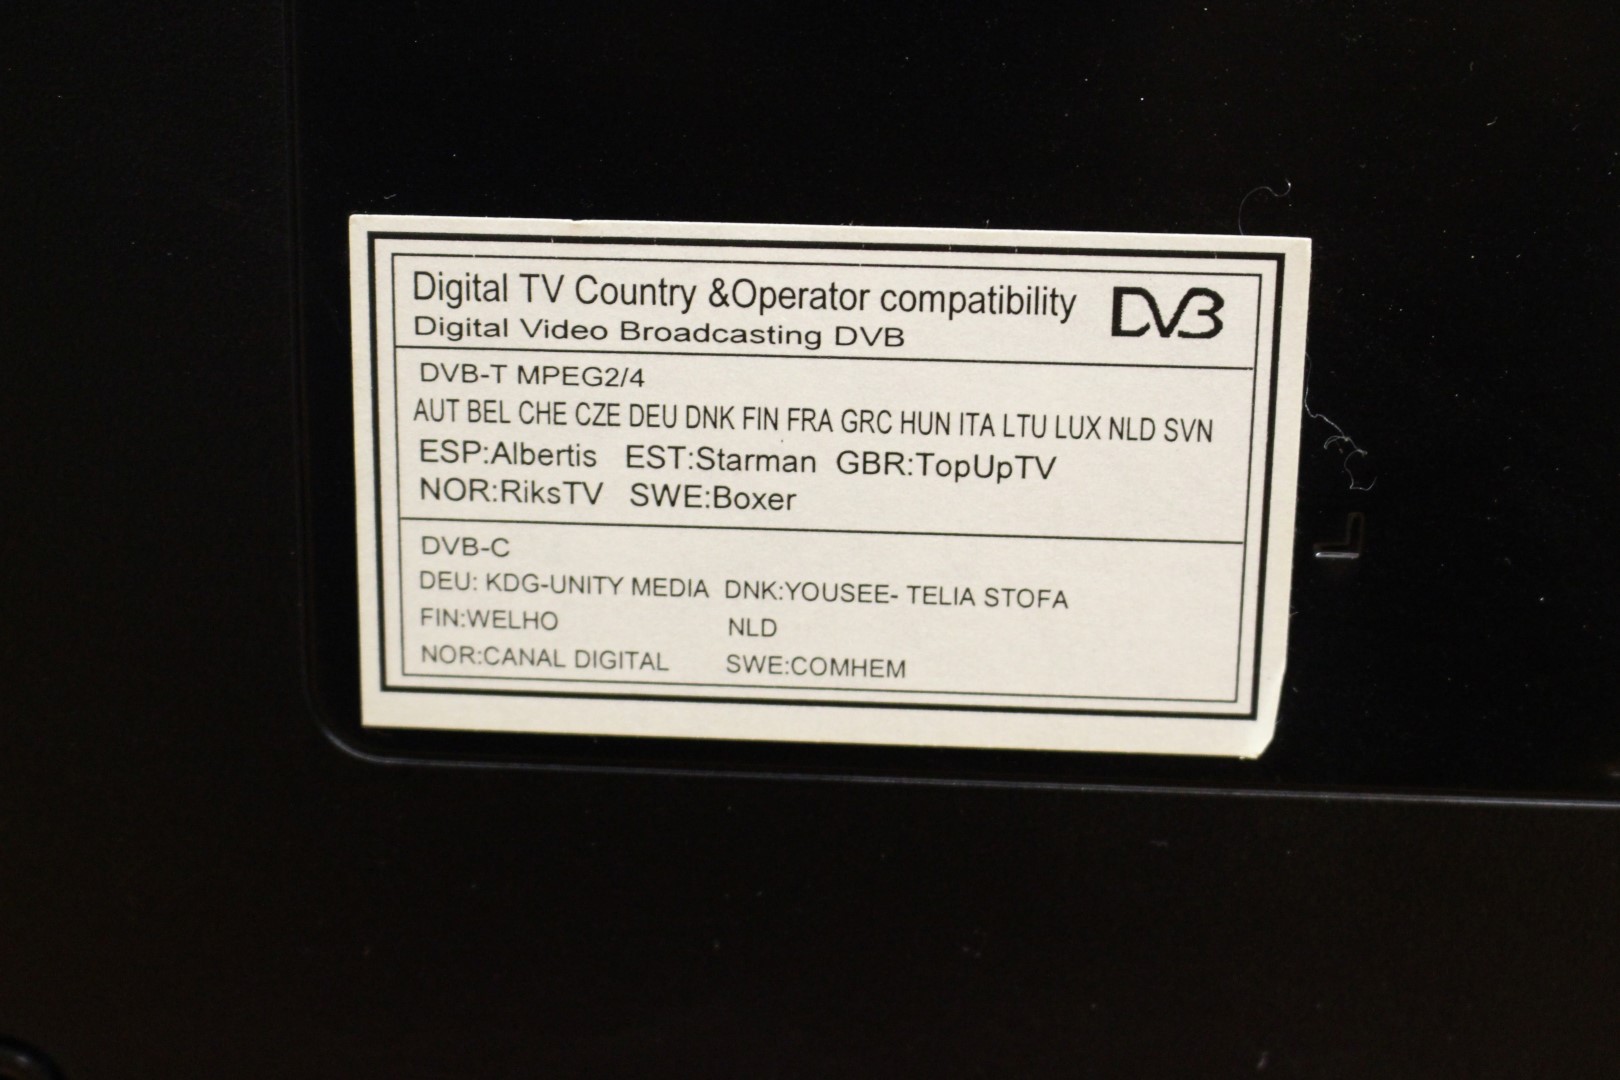 Digital TV Country &Operator compatibility DVB
Digital Video Broadcasting DVB
DVB-T MPEG2/4
AUT BEL CHE CZE DEU DNK FIN FRA GRC HUN ITA LTU LUX NLD SVN
ESP:Albertis EST:Starman GBR:TopUpTV
NOR:RiksTV SWE:Boxer
DVB-C
DEU: KDG-UNITY MEDIA DNK:YOUSEE- TELIA STOFA
FIN:WELHO NLD
NOR:CANAL DIGITAL SWE:COMHEM